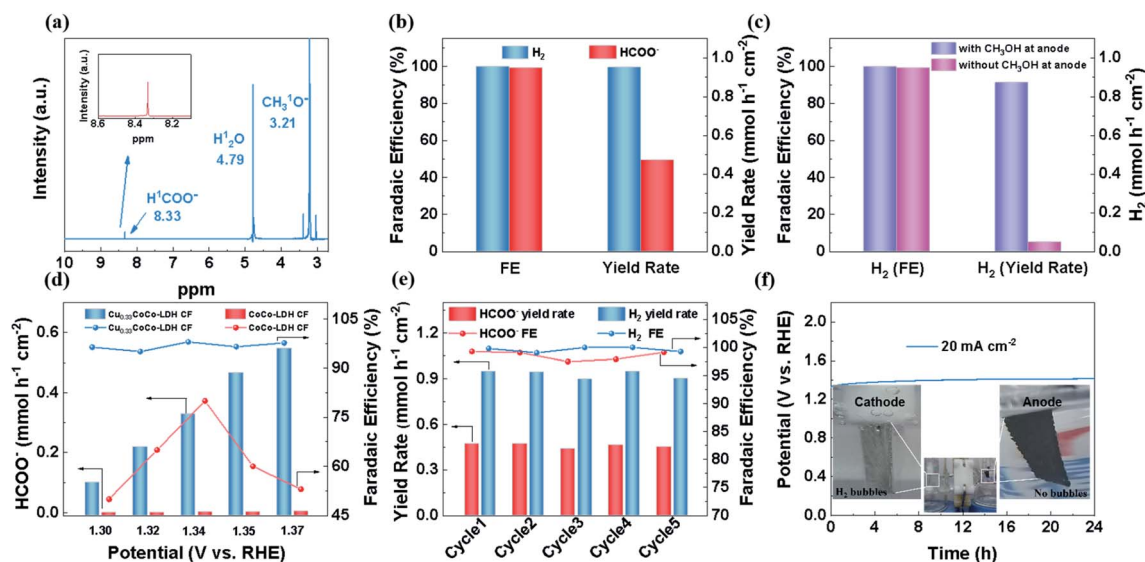 (a)
Intensity (a.u.)
Intensity (a.u.)
8.6 8.4 8.2
ppm
CH₃¹O⁻
3.21
H¹₂O
4.79
H¹COO⁻
8.33
10 9 8 7 6 5 4 3
ppm
(b)
Faradaic Efficiency (%)
120
100
80
60
40
20
0
H₂ HCOO⁻
FE Yield Rate
1.0
0.8
0.6
0.4
0.2
0.0
Yield Rate (mmol h⁻¹ cm⁻²)
(c)
Faradaic Efficiency (%)
120
100
80
60
40
20
0
with CH₃OH at anode
without CH₃OH at anode
H₂ (FE) H₂ (Yield Rate)
1.0
0.8
0.6
0.4
0.2
0.0
H₂ (mmol h⁻¹ cm⁻²)
(d)
HCOO⁻ (mmol h⁻¹ cm⁻²)
0.6
0.4
0.2
0.0
Cu₀.₃₃CoCo-LDH CF CoCo-LDH CF
Cu₀.₃₃CoCo-LDH CF CoCo-LDH CF
1.30 1.32 1.34 1.35 1.37
Potential (V vs. RHE)
105
95
85
75
60
45
Faradaic Efficiency (%)
(e)
Yield Rate (mmol h⁻¹ cm⁻²)
1.2
0.9
0.6
0.3
0.0
HCOO⁻ yield rate H₂ yield rate
HCOO⁻ FE H₂ FE
Cycle1 Cycle2 Cycle3 Cycle4 Cycle5
105
100
95
90
85
80
75
70
Faradaic Efficiency (%)
(f)
Potential (V vs. RHE)
2.0
1.6
1.2
0.8
0.4
0.0
20 mA cm⁻²
Cathode
Anode
H₂ bubbles
No bubbles
0 4 8 12 16 20 24
Time (h)